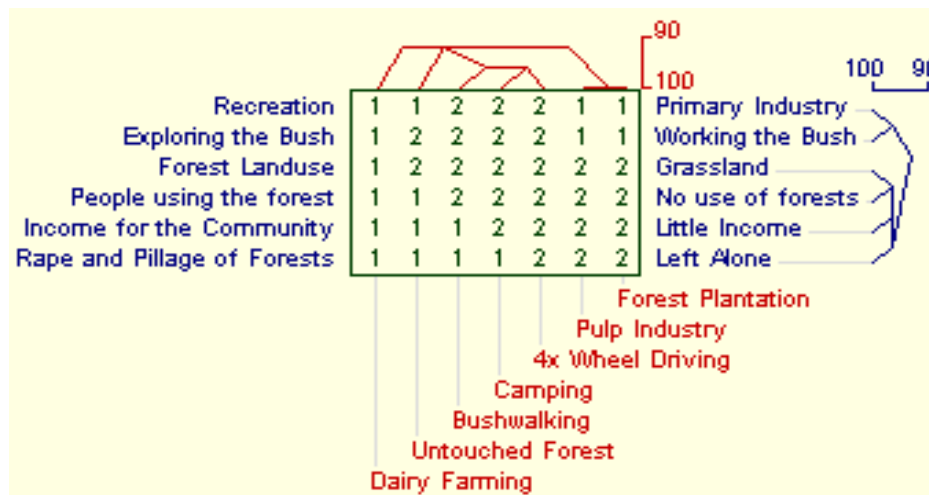 90
100
100 90
Recreation 1 1 2 2 2 1 1 Primary Industry
Exploring the Bush 1 2 2 2 2 1 1 Working the Bush
Forest Landuse 1 2 2 2 2 2 2 Grassland
People using the forest 1 1 2 2 2 2 2 No use of forests
Income for the Community 1 1 1 2 2 2 2 Little Income
Rape and Pillage of Forests 1 1 1 1 2 2 2 Left Alone
Forest Plantation
Pulp Industry
4x Wheel Driving
Camping
Bushwalking
Untouched Forest
Dairy Farming